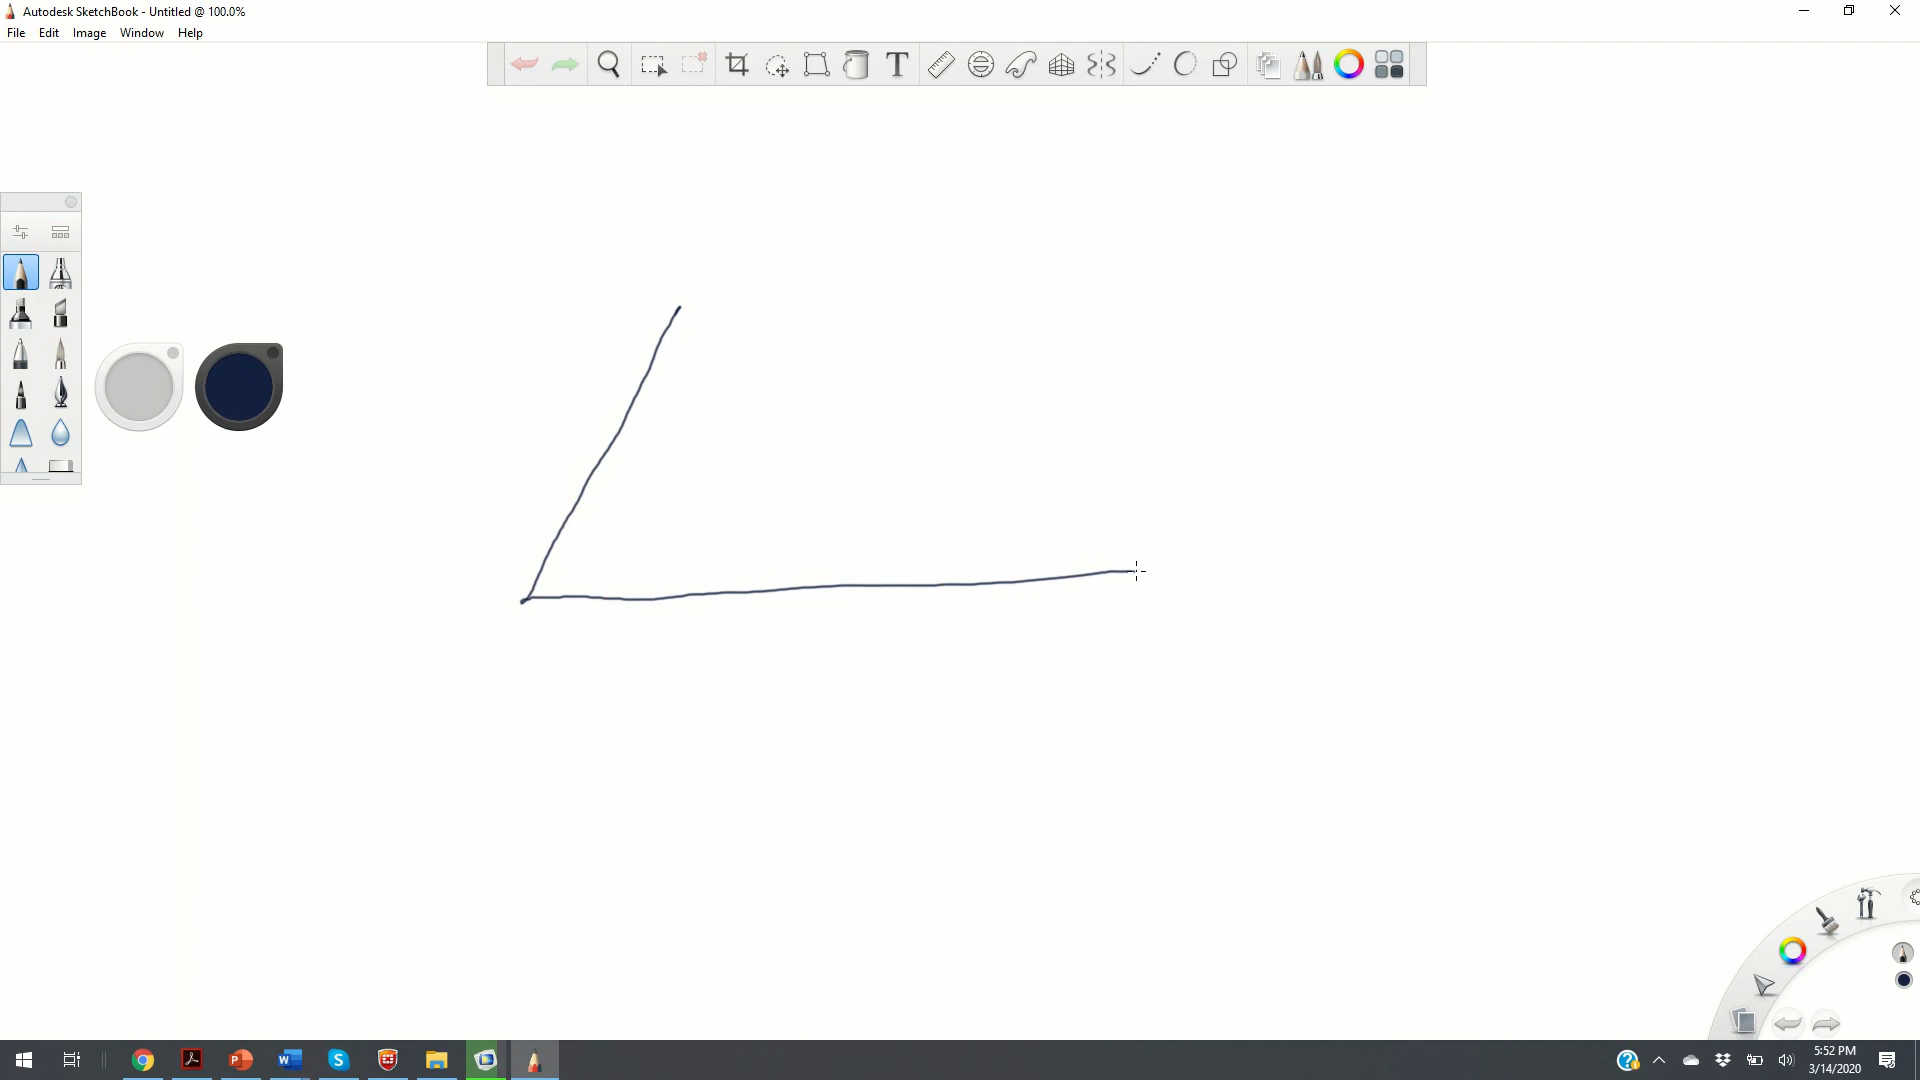 Autodesk SketchBook - Untitled @ 100.0%
File Edit Image Window Help
T
5:52 PM
3/14/2020